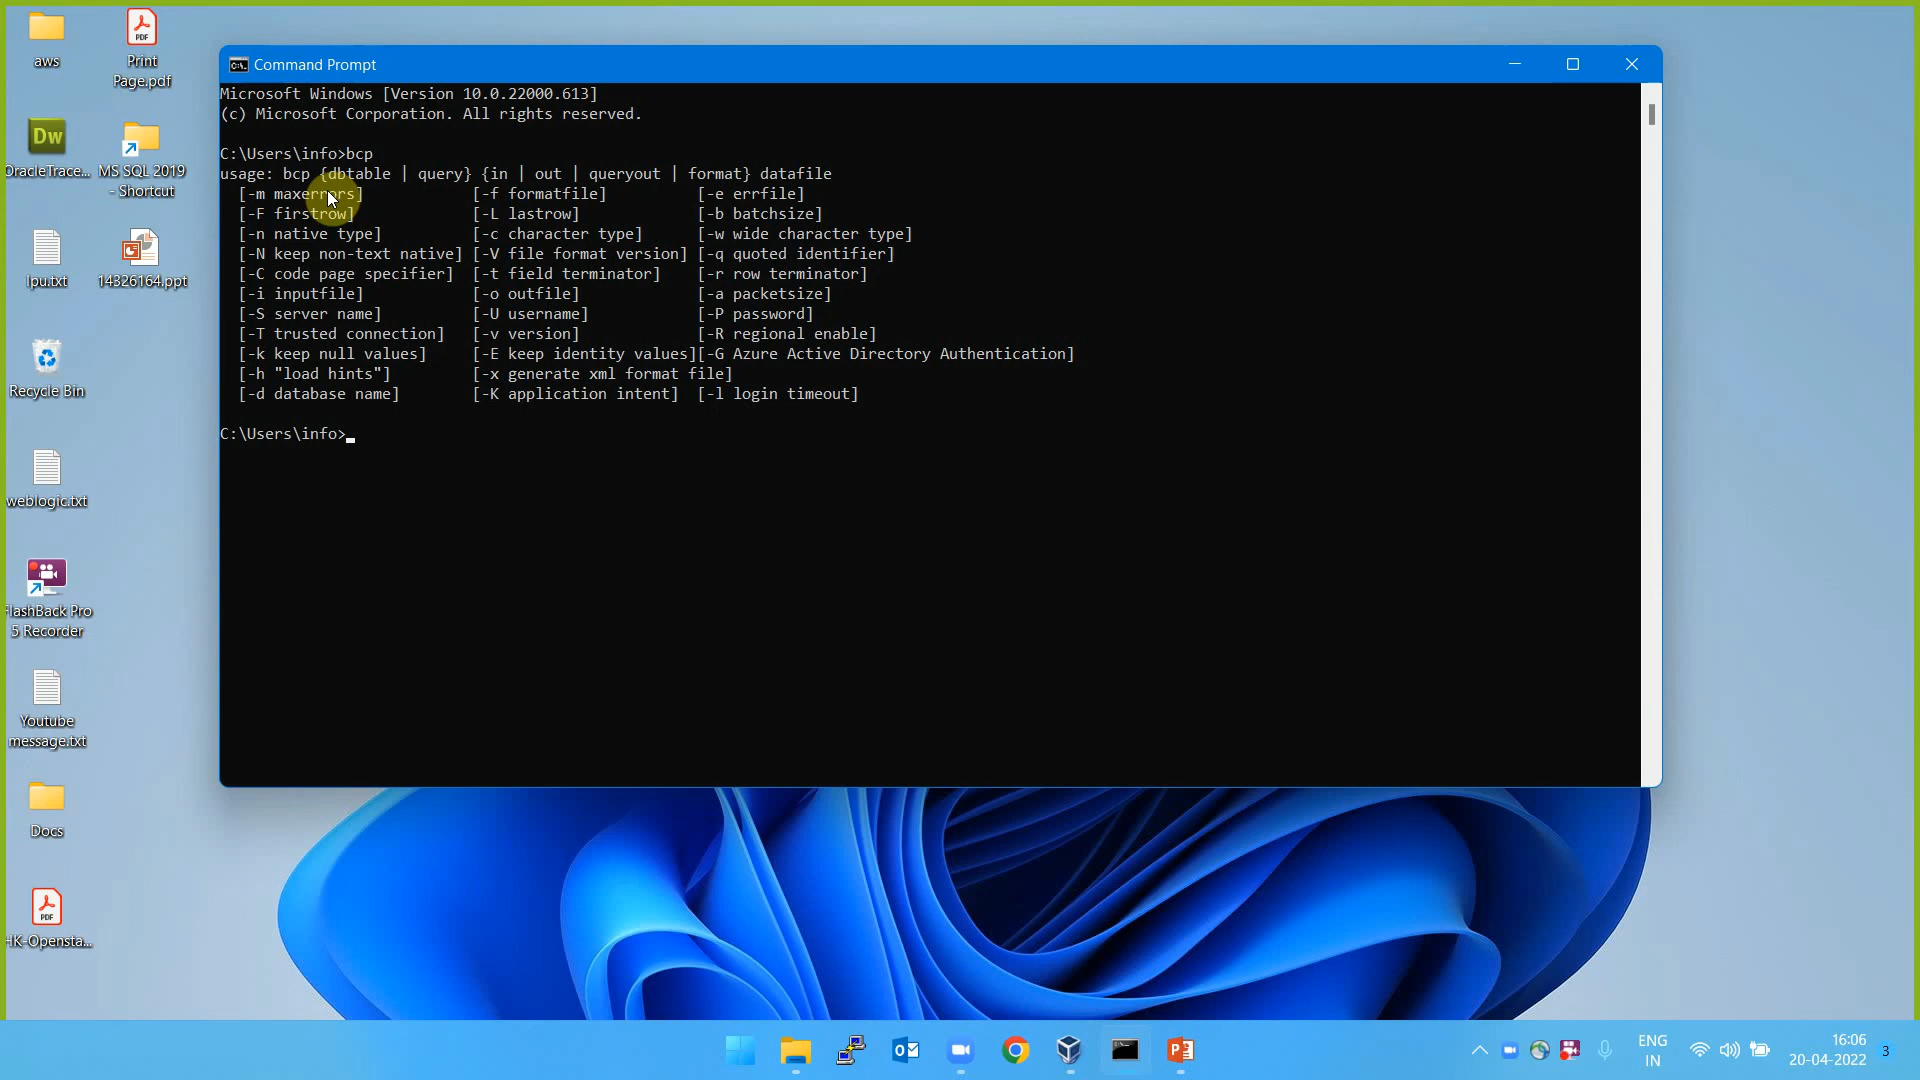 aws
Print
Page.pdf
OracleTrace...
MS SQL 2019
- Shortcut
lpu.txt
14326164.ppt
Recycle Bin
weblogic.txt
FlashBack Pro
5 Recorder
Youtube
message.txt
Docs
HK-Opensta...
Command Prompt
Microsoft Windows [Version 10.0.22000.613]
(c) Microsoft Corporation. All rights reserved.
C:\Users\info>bcp
usage: bcp {dbtable | query} {in | out | queryout | format} datafile
[-m maxerrors] [-f formatfile] [-e errfile]
[-F firstrow] [-L lastrow] [-b batchsize]
[-n native type] [-c character type] [-w wide character type]
[-N keep non-text native] [-V file format version] [-q quoted identifier]
[-C code page specifier] [-t field terminator] [-r row terminator]
[-i inputfile] [-o outfile] [-a packetsize]
[-S server name] [-U username] [-P password]
[-T trusted connection] [-v version] [-R regional enable]
[-k keep null values] [-E keep identity values][-G Azure Active Directory Authentication]
[-h "load hints"] [-x generate xml format file]
[-d database name] [-K application intent] [-l login timeout]
C:\Users\info>
ENG
IN
16:06
20-04-2022
3